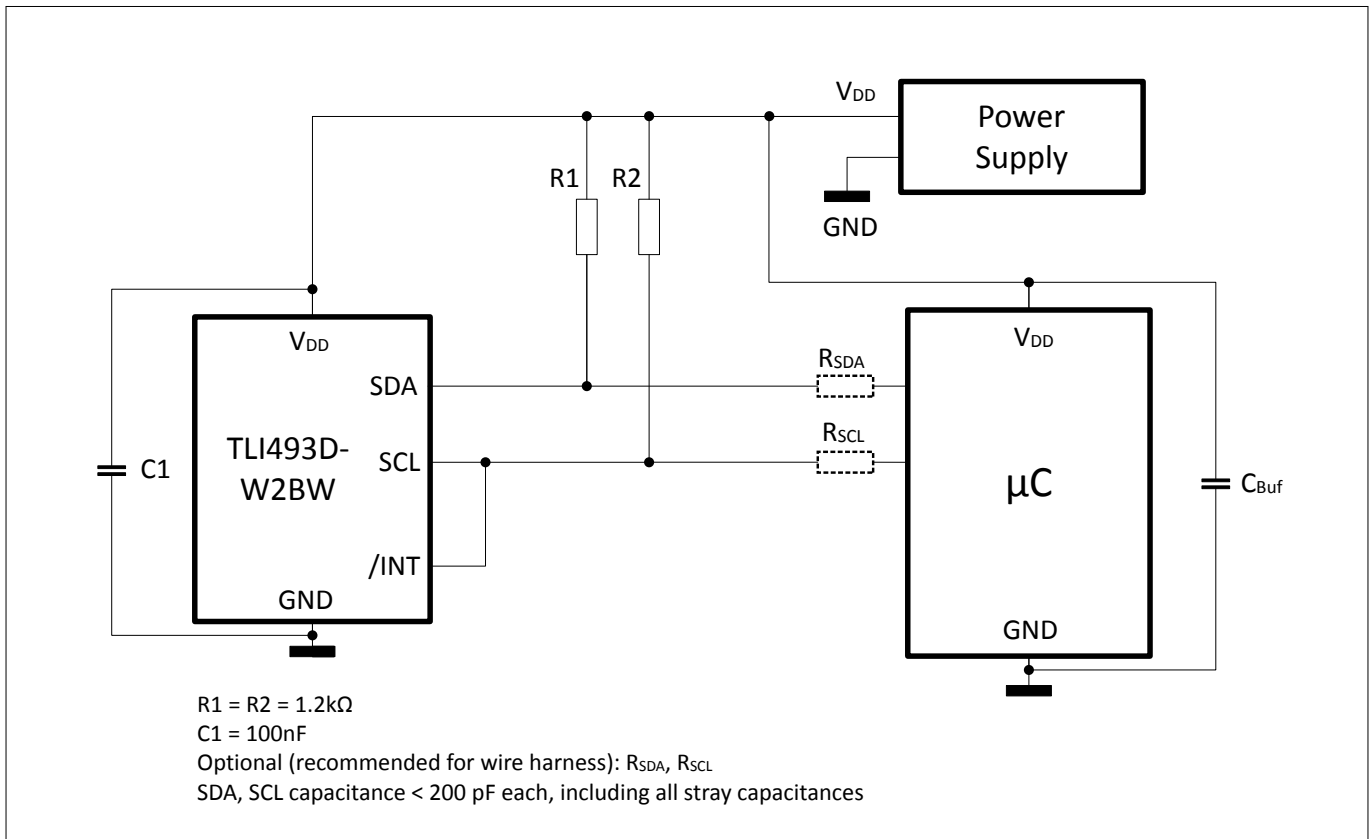 VDD
Power
Supply
GND
R1
R2
VDD
SDA
TLI493D-
W2BW
SCL
/INT
GND
C1
RSDA
RSCL
VDD
µC
GND
CBuf
R1 = R2 = 1.2kΩ
C1 = 100nF
Optional (recommended for wire harness): RSDA, RSCL
SDA, SCL capacitance < 200 pF each, including all stray capacitances